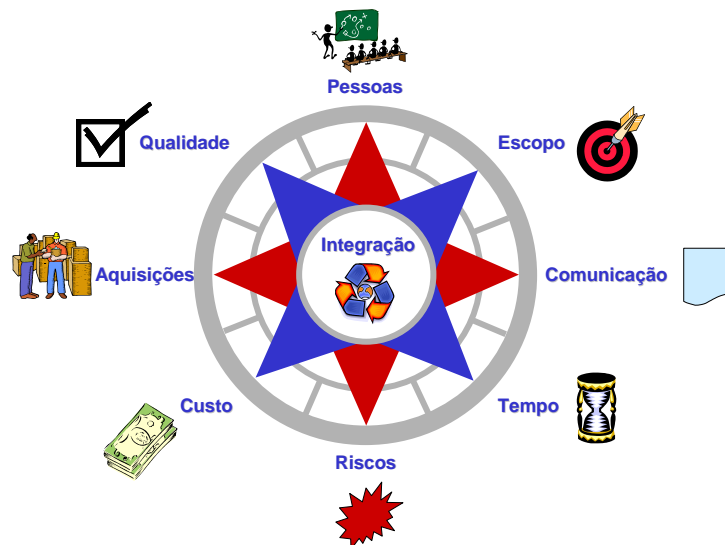 Pessoas
Qualidade
Escopo
Integração
Aquisições
Comunicação
Custo
Tempo
Riscos